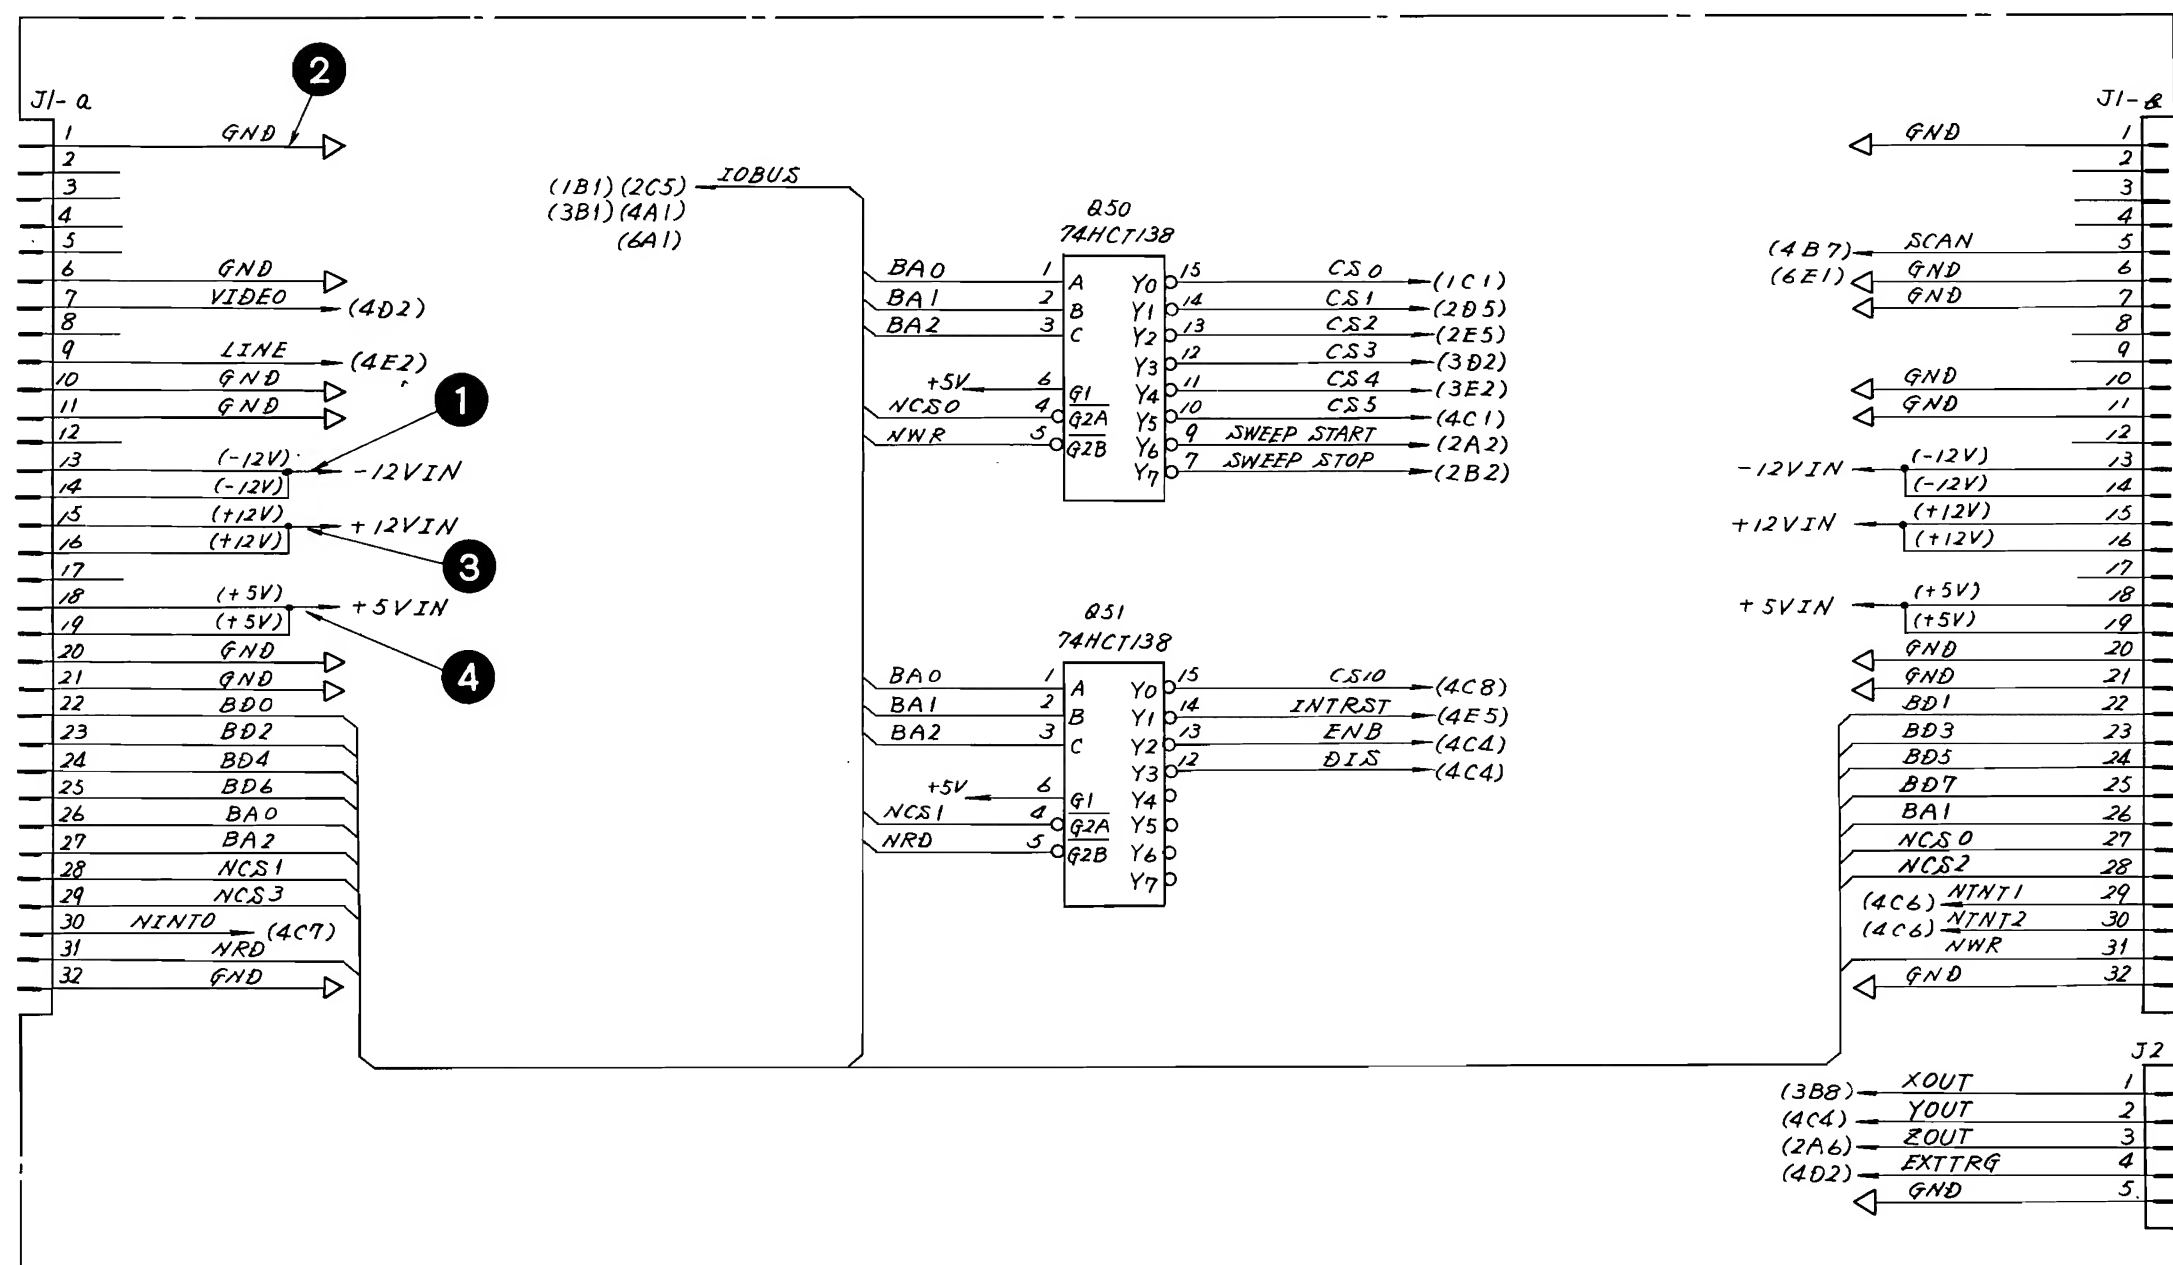 2
J1-a
1 GND
2
3
4
5
6 GND
7 VIDEO (4D2)
8
9 LINE (4E2)
10 GND
11 GND
1
12
13 (-12V) -12VIN
14 (-12V)
15 (+12V) +12VIN
16 (+12V)
3
17
18 (+5V) +5VIN
19 (+5V)
4
20 GND
21 GND
22 BD0
23 BD2
24 BD4
25 BD6
26 BA0
27 BA2
28 NCS1
29 NCS3
30 NINT0 (4C7)
31 NRD
32 GND
(1B1)(2C5) IOBUS
(3B1)(4A1)
(6A1)
Q50
74HCT138
BA0 1 A Y0 15 CS0 (1C1)
BA1 2 B Y1 14 CS1 (2D5)
BA2 3 C Y2 13 CS2 (2E5)
Y3 12 CS3 (3D2)
+5V 6 G1 Y4 11 CS4 (3E2)
NCS0 4 G2A Y5 10 CS5 (4C1)
NWR 5 G2B Y6 9 SWEEP START (2A2)
Y7 7 SWEEP STOP (2B2)
Q51
74HCT138
BA0 1 A Y0 15 CS10 (4C8)
BA1 2 B Y1 14 INTRST (4E5)
BA2 3 C Y2 13 ENB (4C4)
Y3 12 DIS (4C4)
+5V 6 G1 Y4
NCS1 4 G2A Y5
NRD 5 G2B Y6
Y7
J1-B
GND 1
2
3
4
(4B7) SCAN 5
(6E1) GND 6
GND 7
8
9
GND 10
GND 11
12
-12VIN (-12V) 13
(-12V) 14
+12VIN (+12V) 15
(+12V) 16
17
+5VIN (+5V) 18
(+5V) 19
GND 20
GND 21
BD1 22
BD3 23
BD5 24
BD7 25
BA1 26
NCS0 27
NCS2 28
(4C6) NTNT1 29
(4C6) NTNT2 30
NWR 31
GND 32
J2
(3B8) XOUT 1
(4C4) YOUT 2
(2A6) ZOUT 3
(4D2) EXTTRG 4
GND 5